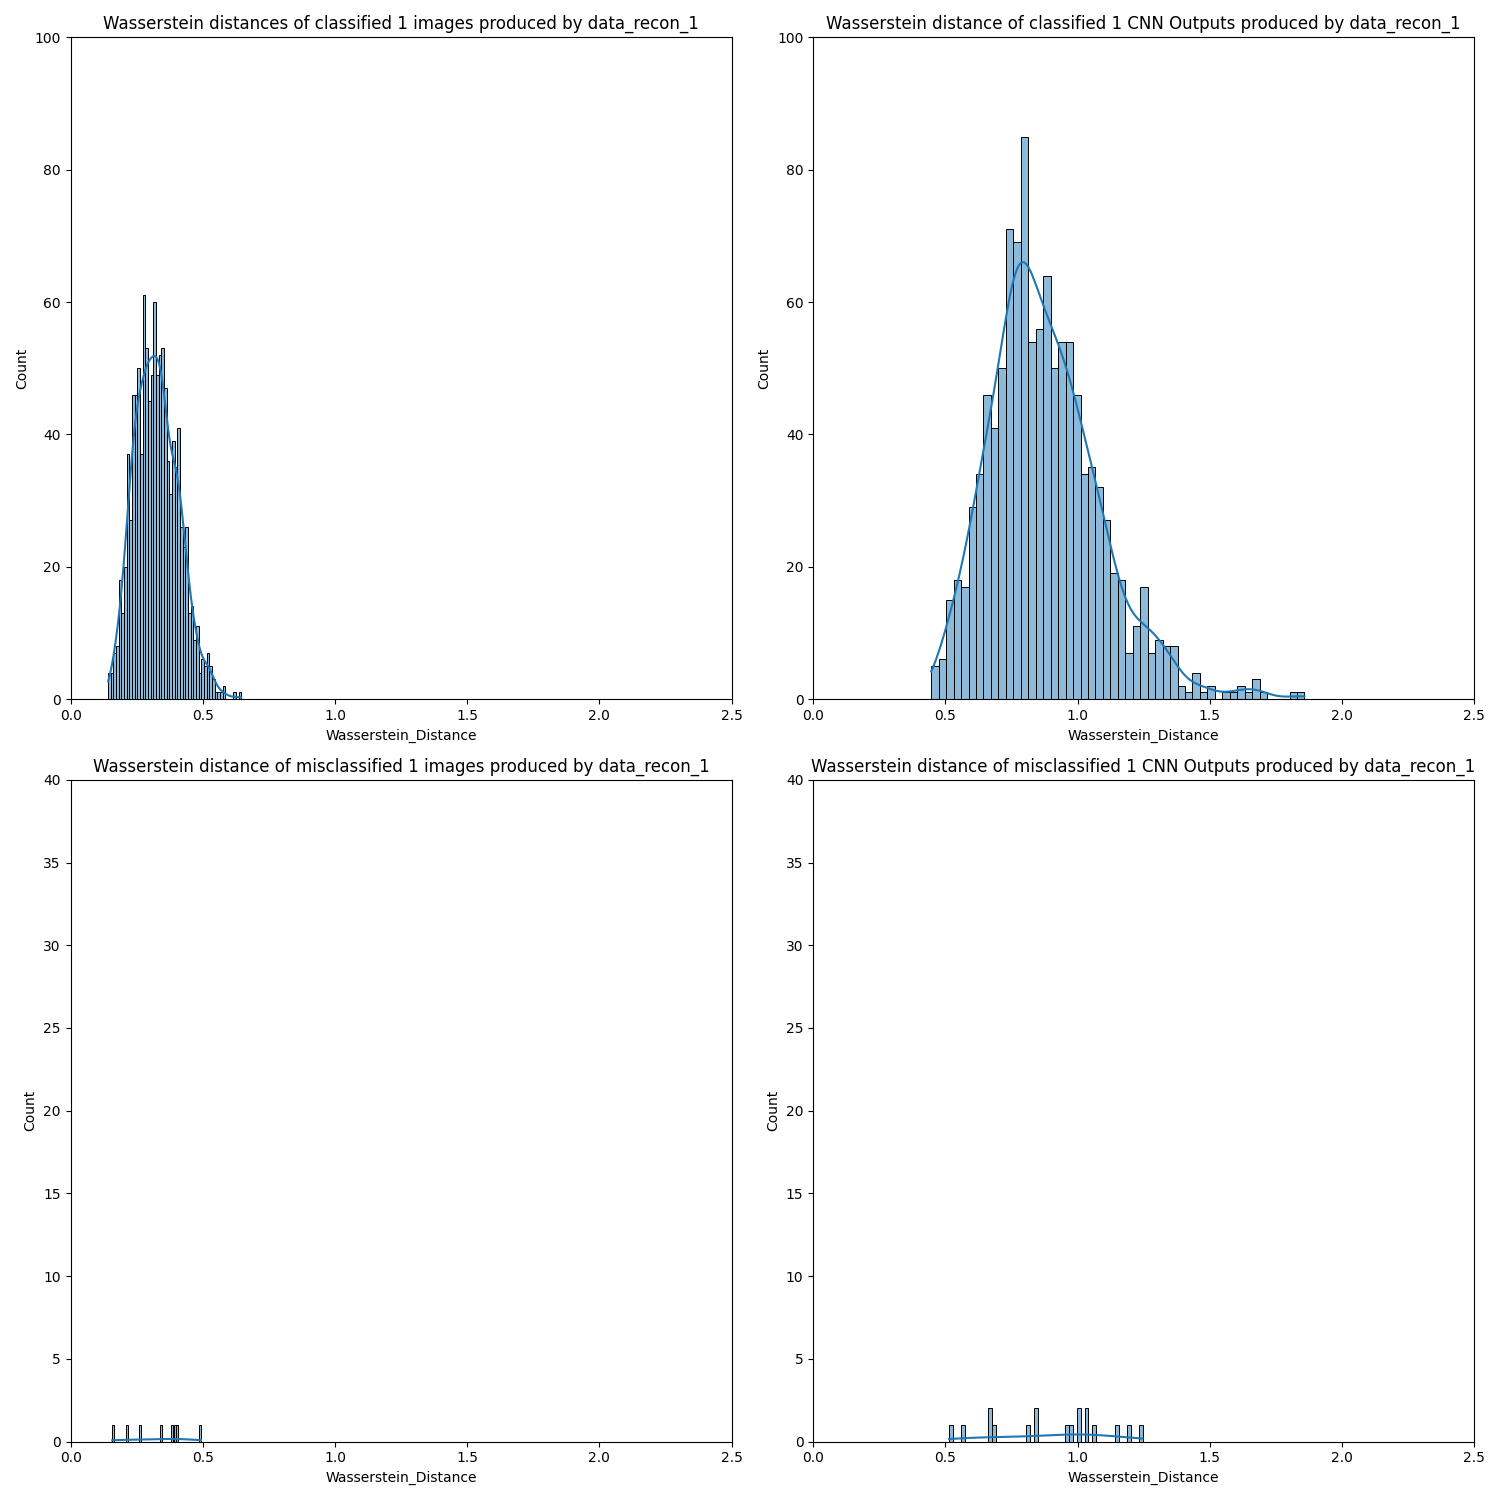 Wasserstein distances of classified 1 images produced by data_recon_1
100
80
60
40
20
0
Count
0.0 0.5 1.0 1.5 2.0 2.5
Wasserstein_Distance
Wasserstein distance of classified 1 CNN Outputs produced by data_recon_1
100
80
60
40
20
0
Count
0.0 0.5 1.0 1.5 2.0 2.5
Wasserstein_Distance
Wasserstein distance of misclassified 1 images produced by data_recon_1
40
35
30
25
20
15
10
5
0
Count
0.0 0.5 1.0 1.5 2.0 2.5
Wasserstein_Distance
Wasserstein distance of misclassified 1 CNN Outputs produced by data_recon_1
40
35
30
25
20
15
10
5
0
Count
0.0 0.5 1.0 1.5 2.0 2.5
Wasserstein_Distance